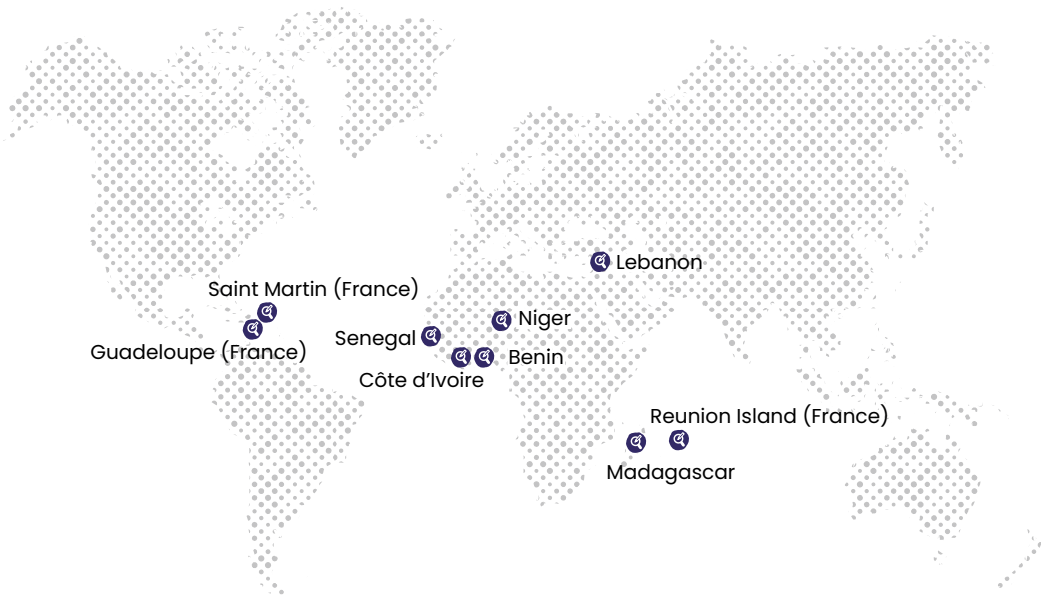 Lebanon
Saint Martin (France)
Niger
Senegal
Guadeloupe (France)
Benin
Côte d’Ivoire
Reunion Island (France)
Madagascar